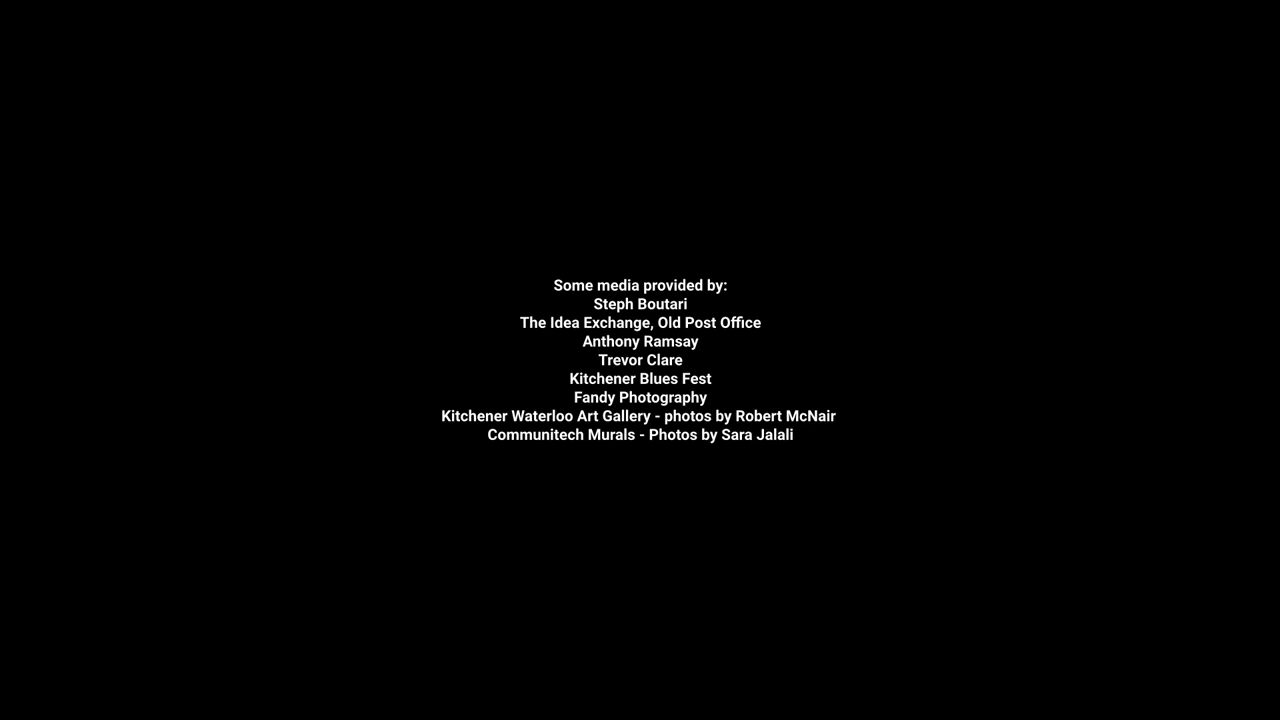 Some media provided by:
Steph Boutari
The Idea Exchange, Old Post Office
Anthony Ramsay
Trevor Clare
Kitchener Blues Fest
Fandy Photography
Kitchener Waterloo Art Gallery - photos by Robert McNair
Communitech Murals - Photos by Sara Jalali